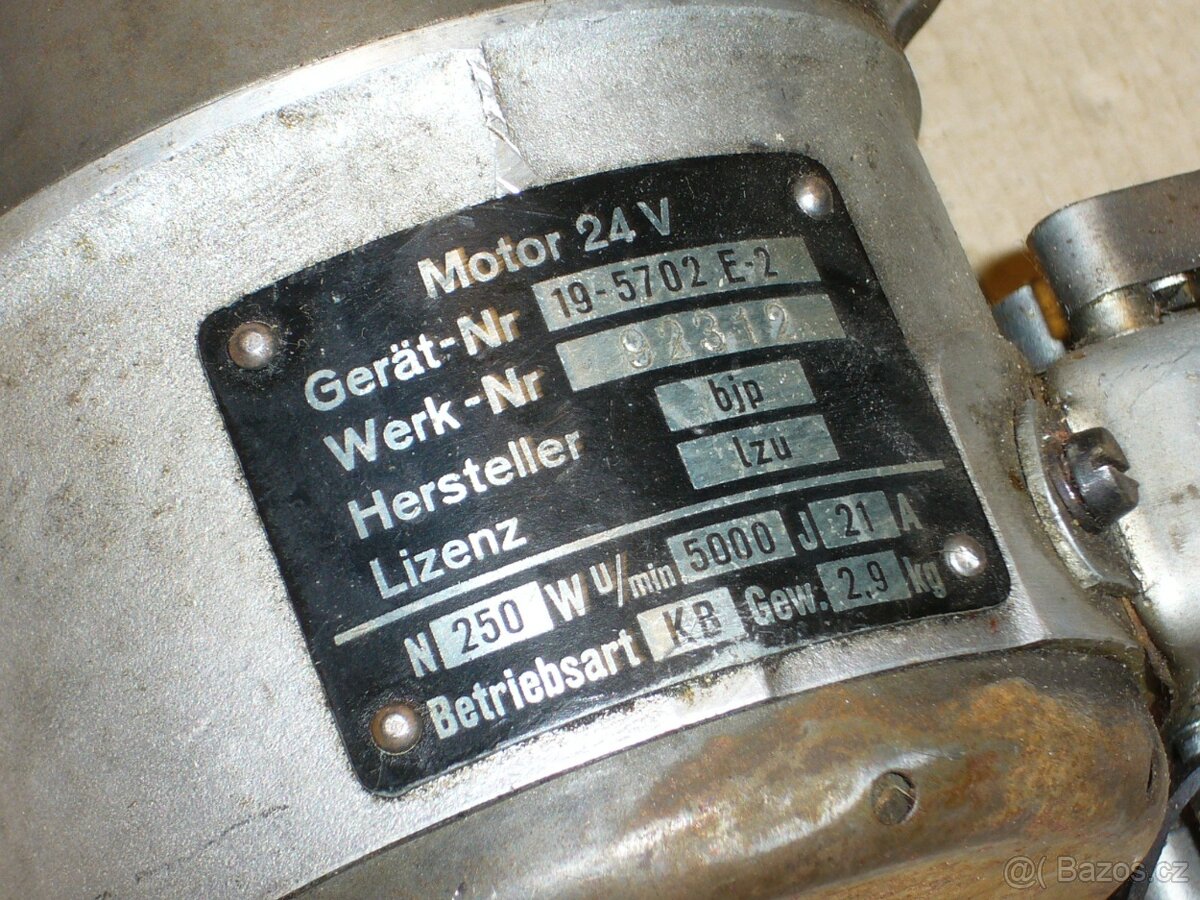 Motor 24 V
Gerät-Nr 19-5702 E-2
Werk-Nr 92312
Hersteller bjp
Lizenz lzu
N 250 W U/min 5000 J 21 A
Betriebsart KB Gew. 2,9 kg
@( Bazos.cz